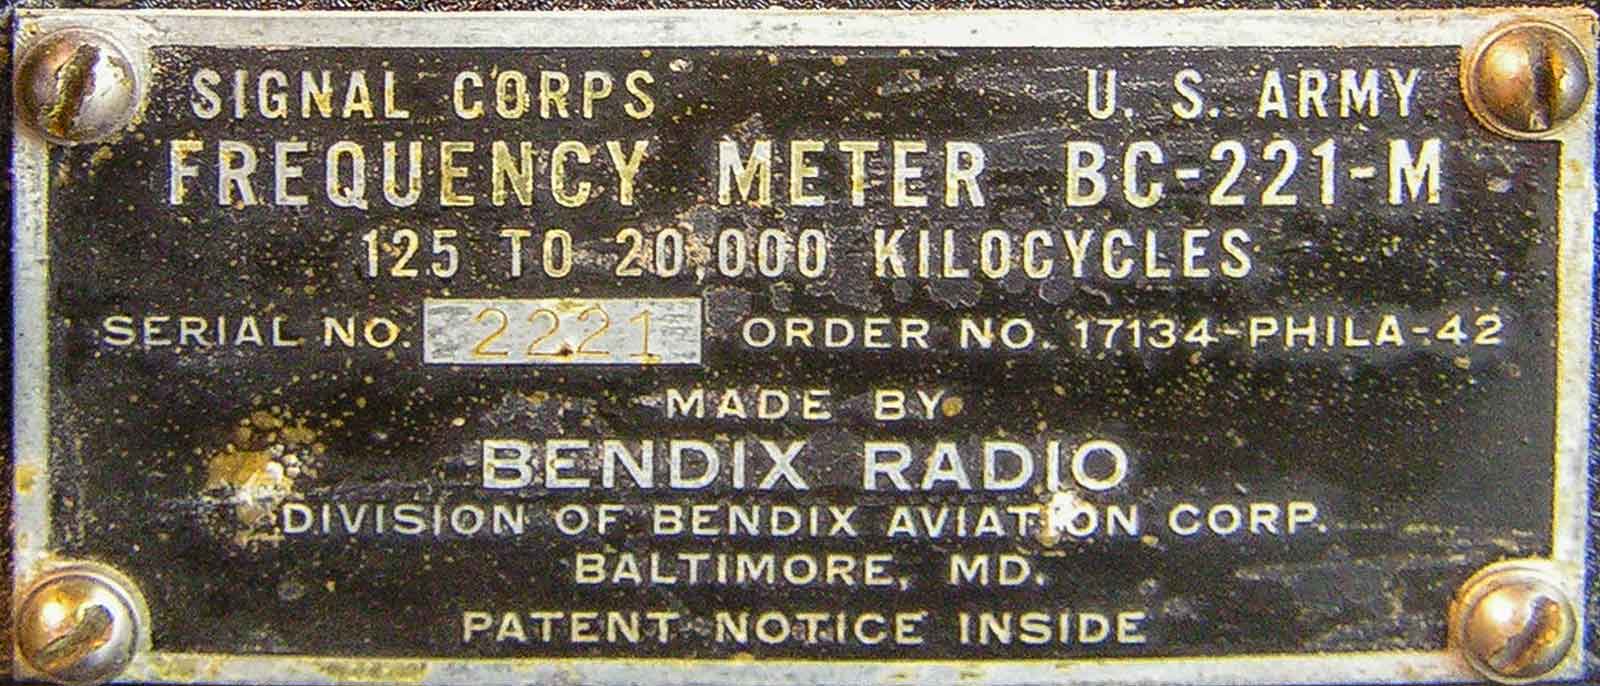 SIGNAL CORPS U. S. ARMY
FREQUENCY METER BC-221-M
125 TO 20,000 KILOCYCLES
SERIAL NO. 2221 ORDER NO. 17134-PHILA-42
MADE BY
BENDIX RADIO
DIVISION OF BENDIX AVIATION CORP.
BALTIMORE, MD.
PATENT NOTICE INSIDE